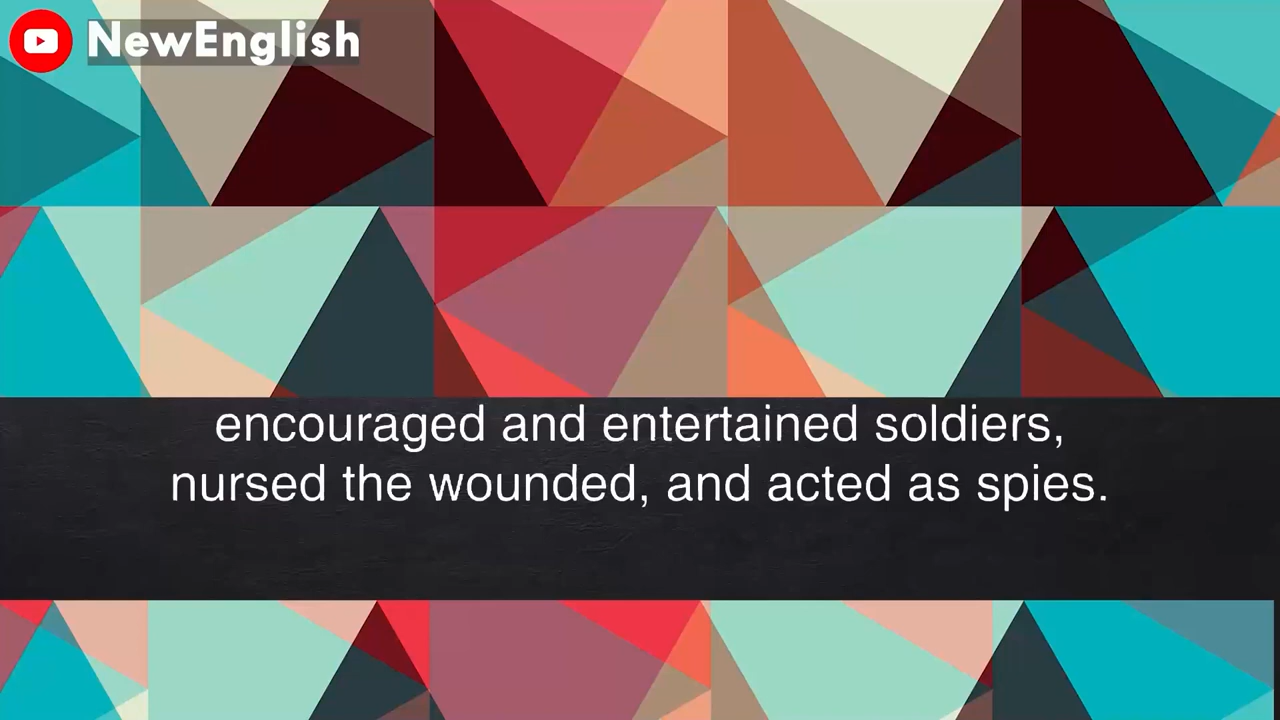 NewEnglish
encouraged and entertained soldiers,
nursed the wounded, and acted as spies.